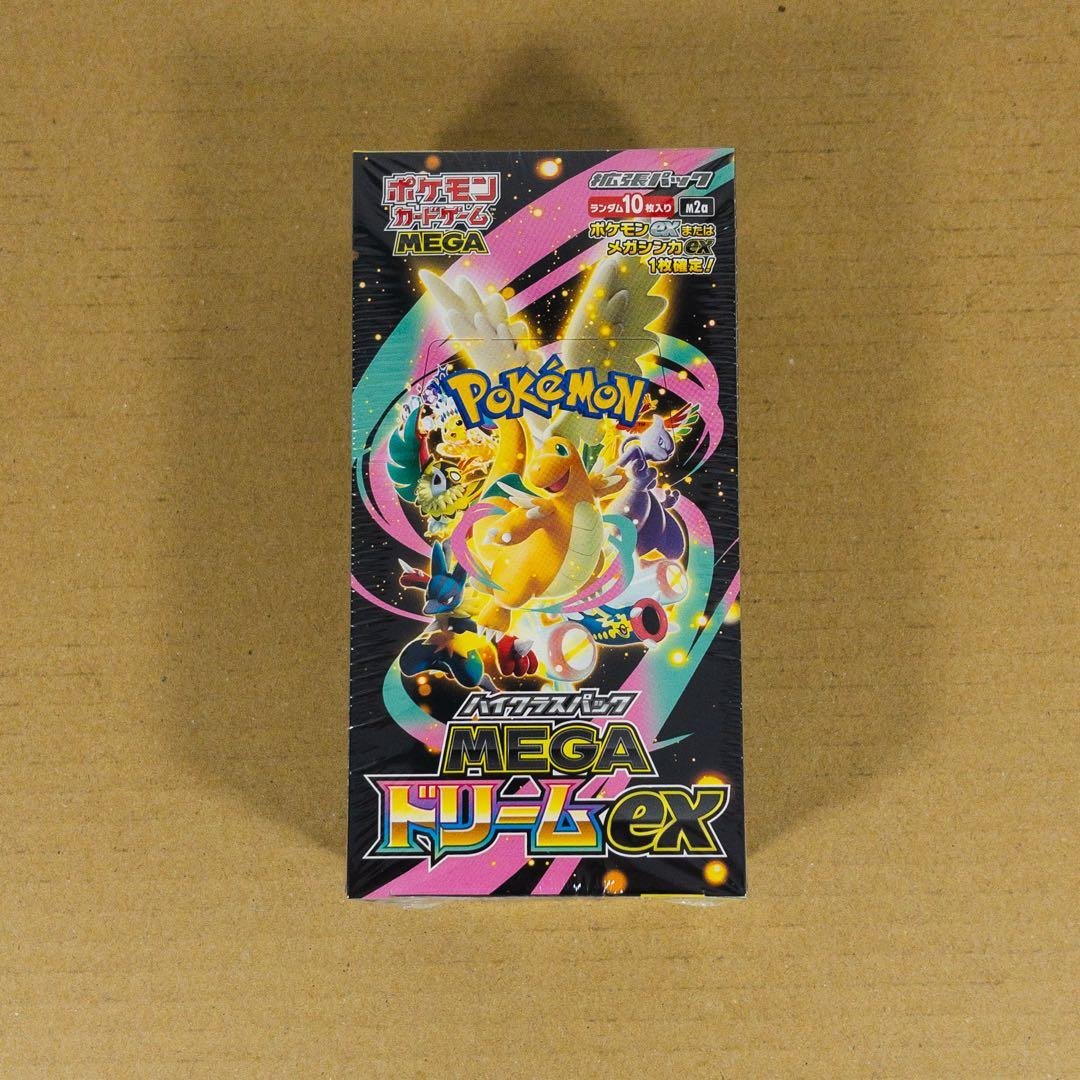 ポケモン
カードゲーム
MEGA
拡張パック
ランダム10枚入り
M2a
ポケモンexまたは
メガシンカex
1枚確定!
POKéMON
ハイクラスパック
MEGA
ドリームex